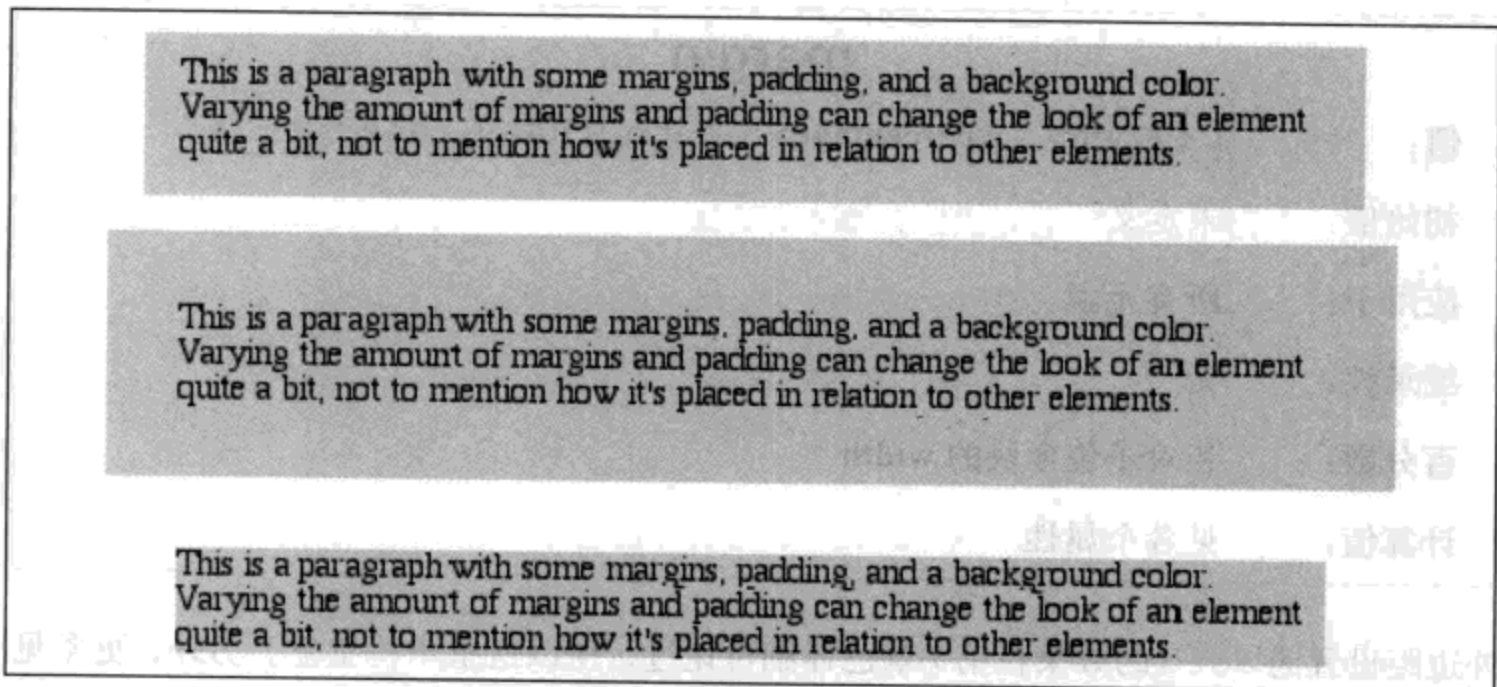 This is a paragraph with some margins, padding, and a background color.
Varying the amount of margins and padding can change the look of an element
quite a bit, not to mention how it's placed in relation to other elements.
This is a paragraph with some margins, padding, and a background color.
Varying the amount of margins and padding can change the look of an element
quite a bit, not to mention how it's placed in relation to other elements.
This is a paragraph with some margins, padding, and a background color.
Varying the amount of margins and padding can change the look of an element
quite a bit, not to mention how it's placed in relation to other elements.